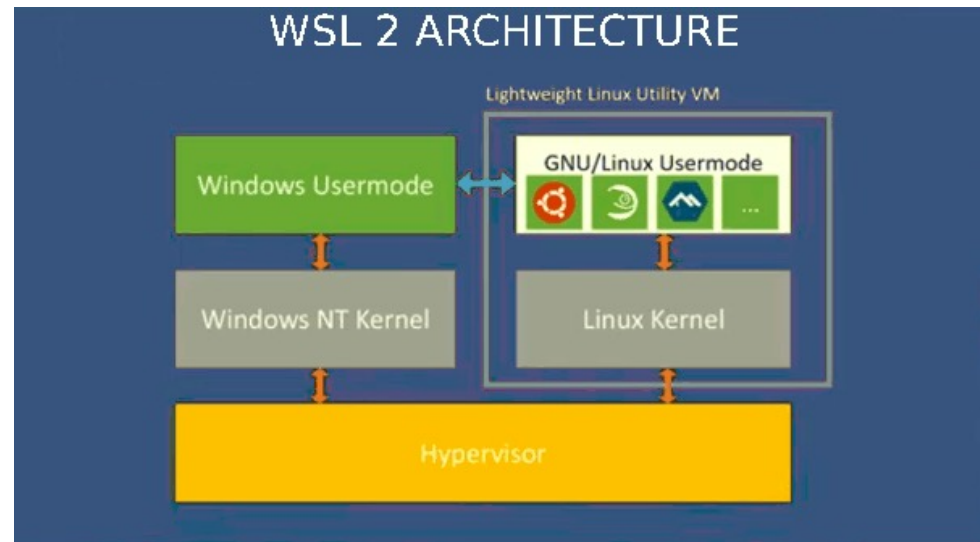 WSL 2 ARCHITECTURE
Lightweight Linux Utility VM
Windows Usermode
GNU/Linux Usermode
...
Windows NT Kernel
Linux Kernel
Hypervisor